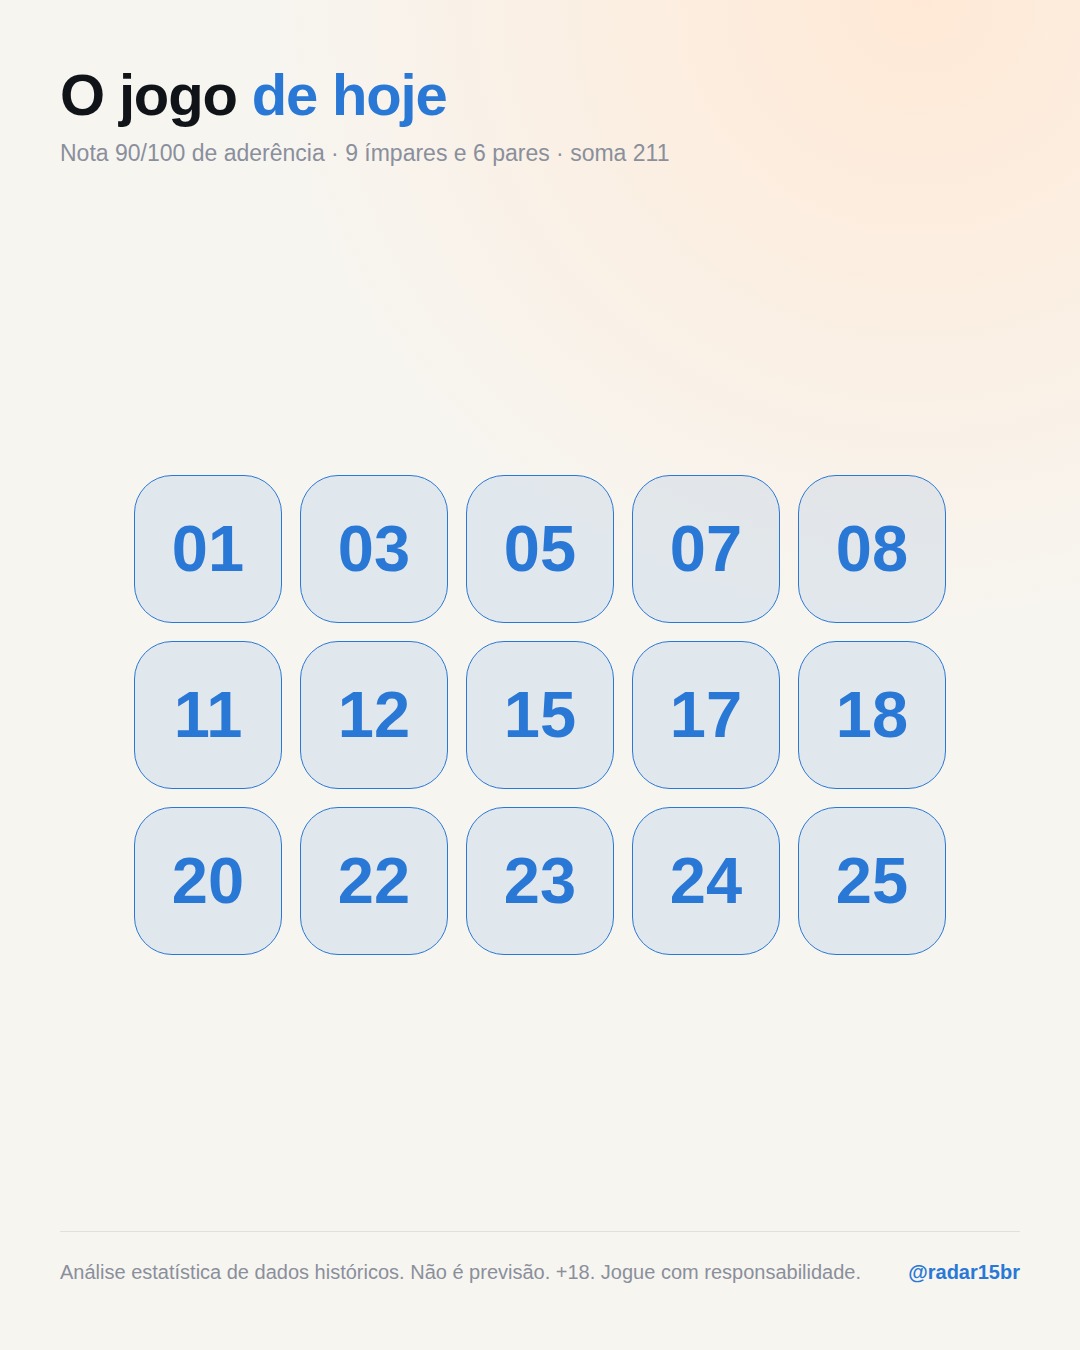 O jogo de hoje
Nota 90/100 de aderência · 9 ímpares e 6 pares · soma 211
01 03 05 07 08
11 12 15 17 18
20 22 23 24 25
Análise estatística de dados históricos. Não é previsão. +18. Jogue com responsabilidade. @radar15br